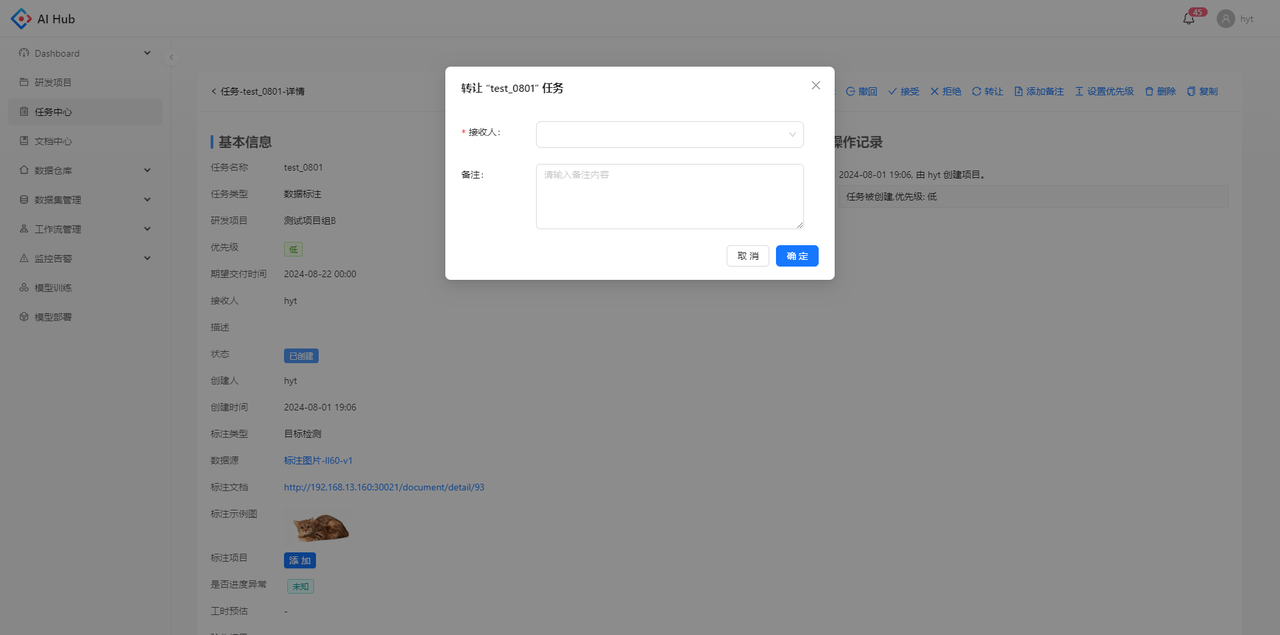 AI Hub
45
hyt
Dashboard
研发项目
任务中心
文档中心
数据仓库
数据集管理
工作流管理
监控告警
模型训练
模型部署
任务-test_0801-详情
撤回 接受 拒绝 转让 添加备注 设置优先级 删除 复制
转让 "test_0801" 任务
* 接收人:
备注:
请输入备注内容
取 消
确 定
基本信息
任务名称 test_0801
任务类型 数据标注
研发项目 测试项目组B
优先级 低
期望交付时间 2024-08-22 00:00
接收人 hyt
描述
状态 已创建
创建人 hyt
创建时间 2024-08-01 19:06
标注类型 目标检测
数据源 标注图片-ll60-v1
标注文档 http://192.168.13.160:30021/document/detail/93
标注示例图
标注项目 添 加
是否进度异常 未知
工时预估 -
操作记录
2024-08-01 19:06, 由 hyt 创建项目。
任务被创建,优先级: 低